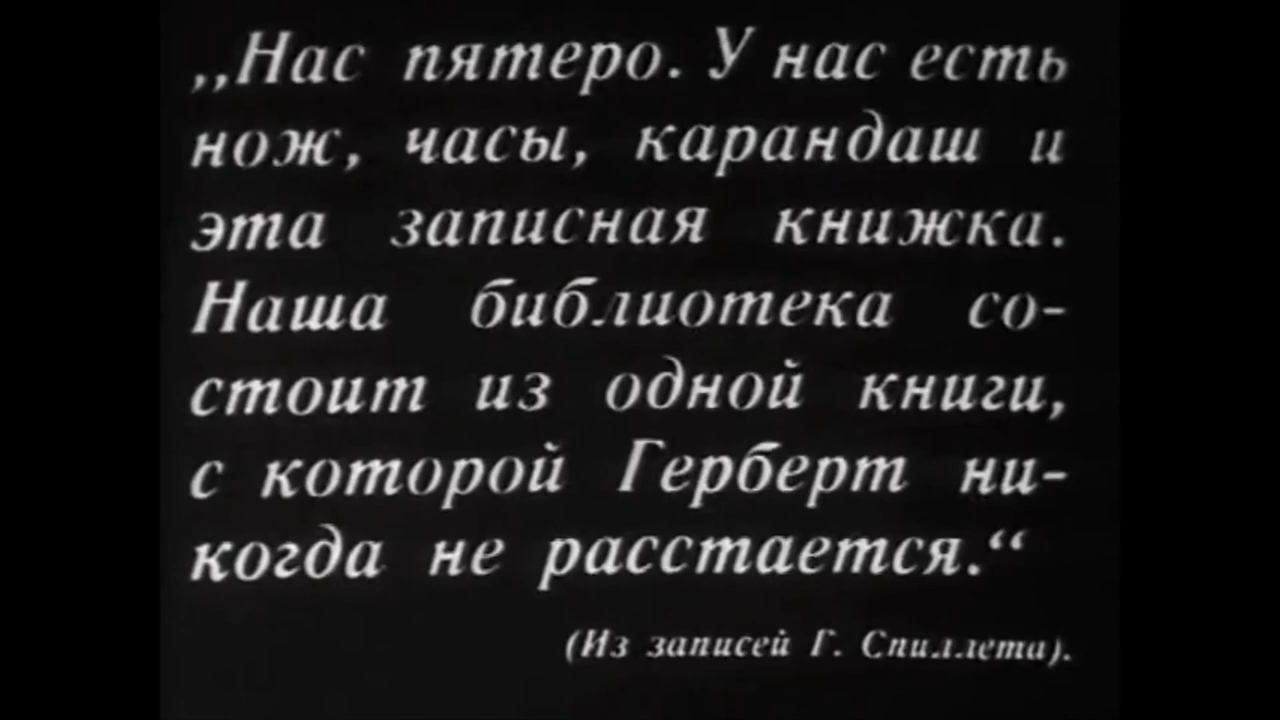 „Нас пятеро. У нас есть
нож, часы, карандаш и
эта записная книжка.
Наша библиотека со-
стоит из одной книги,
с которой Герберт ни-
когда не расстается.“
(Из записей Г. Спиллета).